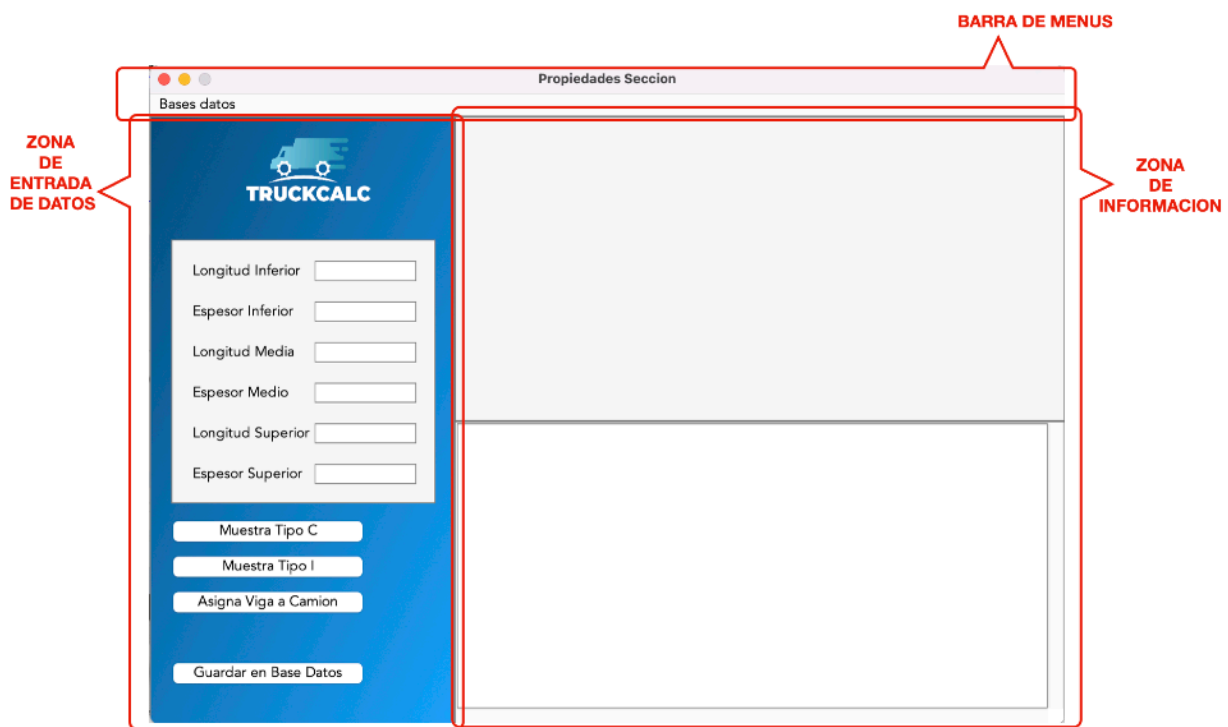 BARRA DE MENUS
Propiedades Seccion
Bases datos
ZONA
DE
ENTRADA
DE DATOS
TRUCKCALC
Longitud Inferior
Espesor Inferior
Longitud Media
Espesor Medio
Longitud Superior
Espesor Superior
Muestra Tipo C
Muestra Tipo I
Asigna Viga a Camion
Guardar en Base Datos
ZONA
DE
INFORMACION